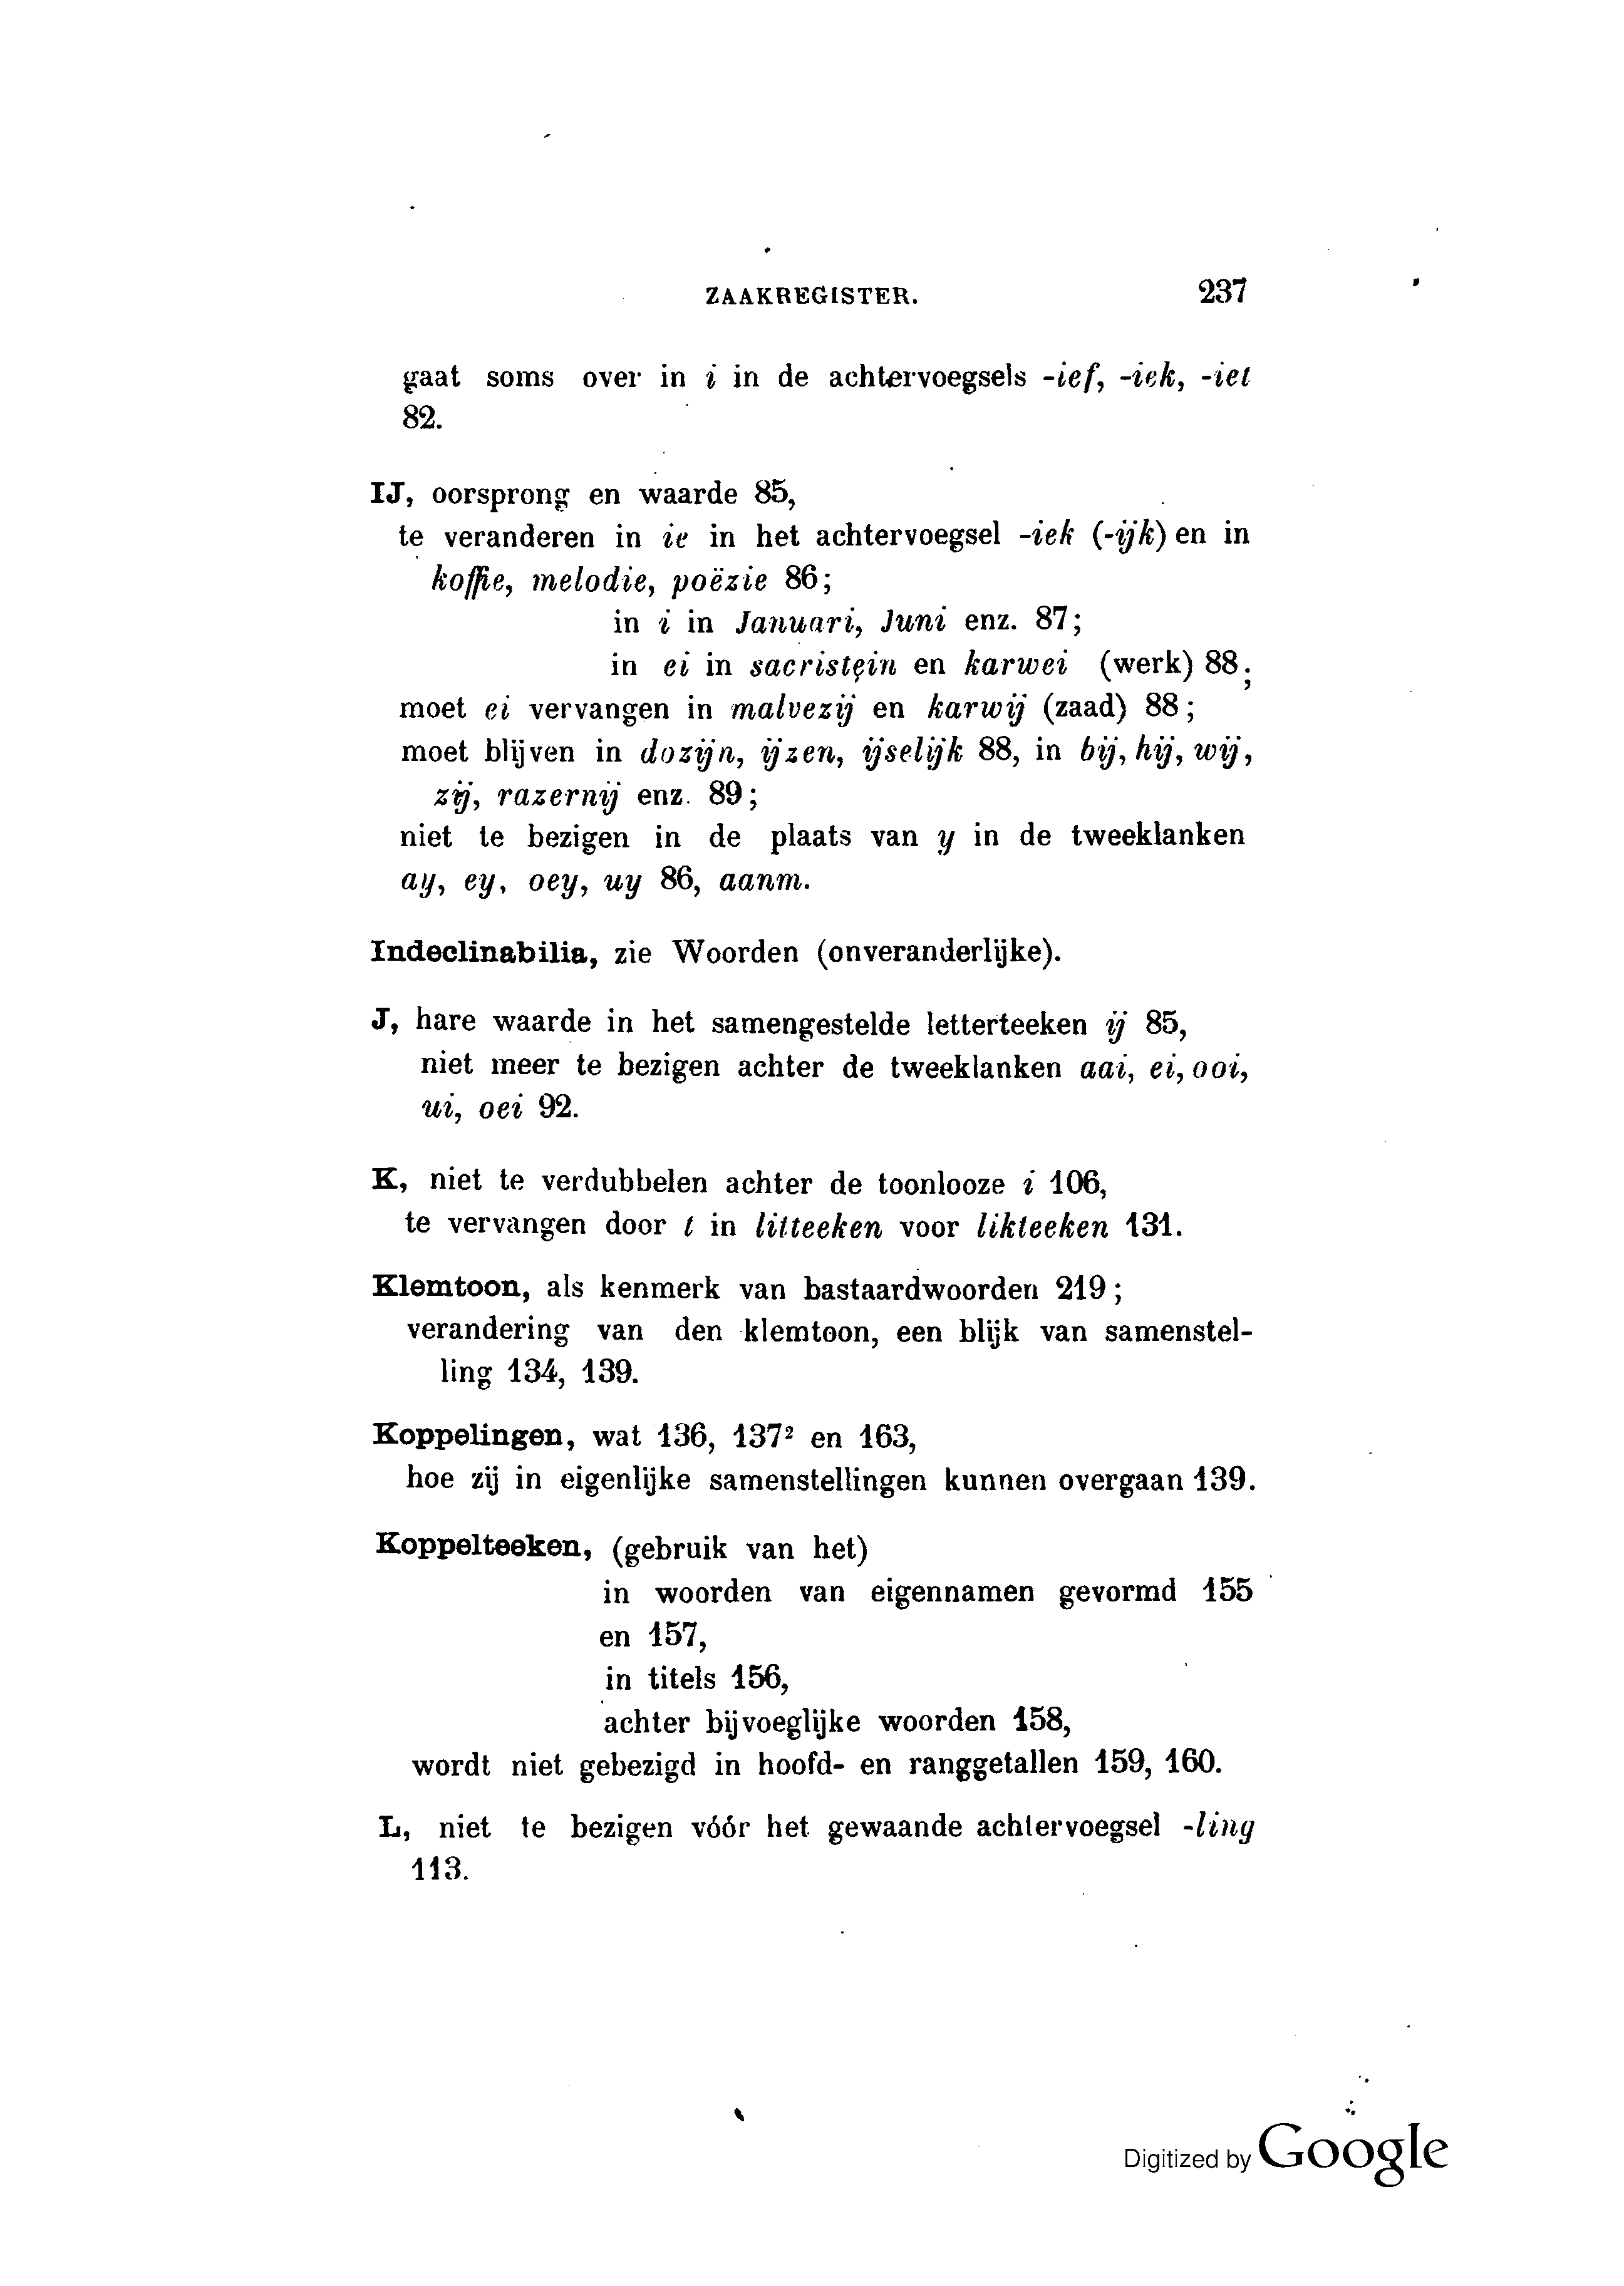 ZAAKREGISTER. 237
gaat soms over in i in de achtervoegsels -ief, -iek, -iet
82.
IJ, oorsprong en waarde 85,
te veranderen in ie in het achtervoegsel -iek (-ijk) en in
koffie, melodie, poëzie 86;
in i in Januari, Juni enz. 87;
in ei in sacristein en karwei (werk) 88;
moet ei vervangen in malvezij en karwij (zaad) 88;
moet blijven in dozijn, ijzen, ijselijk 88, in bij, hij, wij,
zij, razernij enz. 89;
niet te bezigen in de plaats van y in de tweeklanken
ay, ey, oey, uy 86, aanm.
Indeclinabilia, zie Woorden (onveranderlijke).
J, hare waarde in het samengestelde letterteeken ij 85,
niet meer te bezigen achter de tweeklanken aai, ei, ooi,
ui, oei 92.
K, niet te verdubbelen achter de toonlooze i 106,
te vervangen door t in litteeken voor likteeken 131.
Klemtoon, als kenmerk van bastaardwoorden 219;
verandering van den klemtoon, een blijk van samenstel-
ling 134, 139.
Koppelingen, wat 136, 137² en 163,
hoe zij in eigenlijke samenstellingen kunnen overgaan 139.
Koppelteeken, (gebruik van het)
in woorden van eigennamen gevormd 155
en 157,
in titels 156,
achter bijvoeglijke woorden 158,
wordt niet gebezigd in hoofd- en ranggetallen 159, 160.
L, niet te bezigen vóór het gewaande achtervoegsel -ling
113.
Digitized by Google